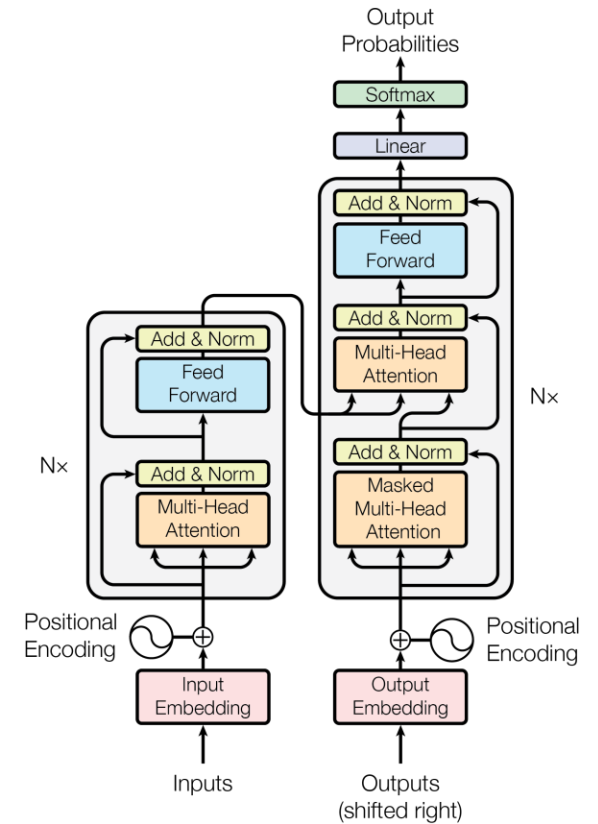 Output
Probabilities
Softmax
Linear
Add & Norm
Feed
Forward
Add & Norm
Multi-Head
Attention
Add & Norm
Masked
Multi-Head
Attention
Nx
Add & Norm
Feed
Forward
Add & Norm
Multi-Head
Attention
N×
Positional
Encoding
Positional
Encoding
Input
Embedding
Output
Embedding
Inputs
Outputs
(shifted right)